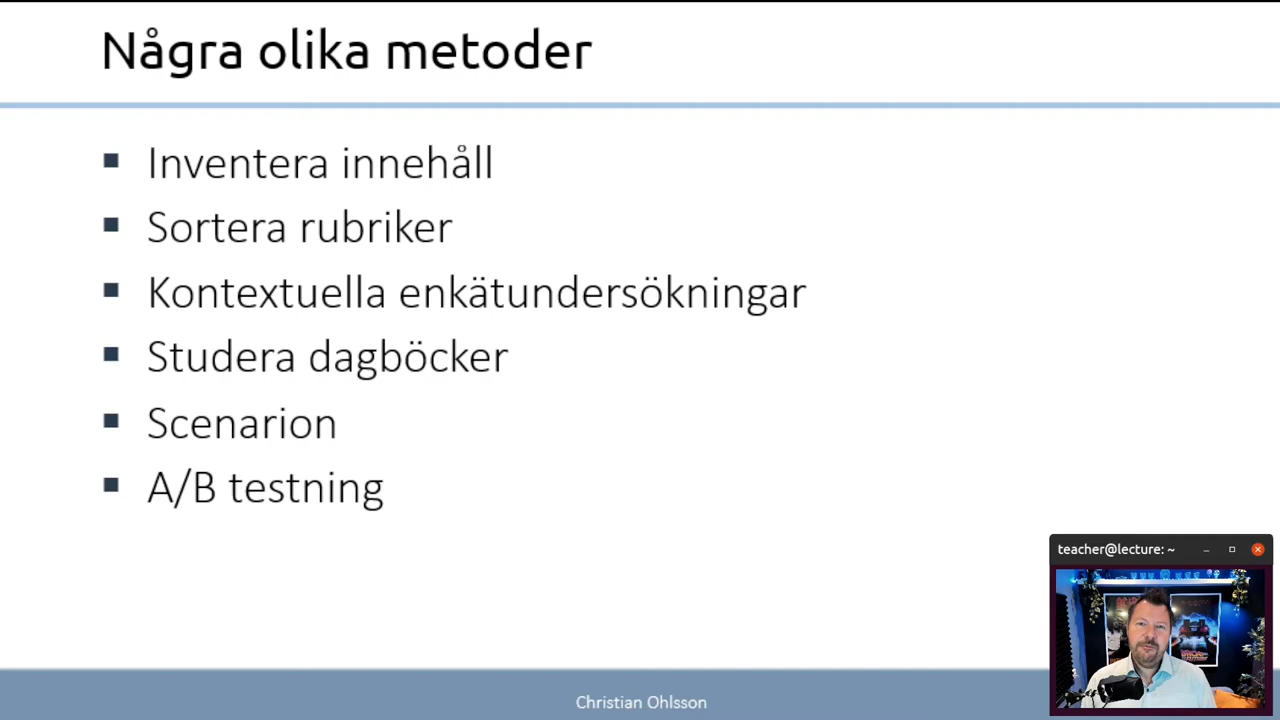 Några olika metoder
Inventera innehåll
Sortera rubriker
Kontextuella enkätundersökningar
Studera dagböcker
Scenarion
A/B testning
teacher@lecture: ~
Christian Ohlsson